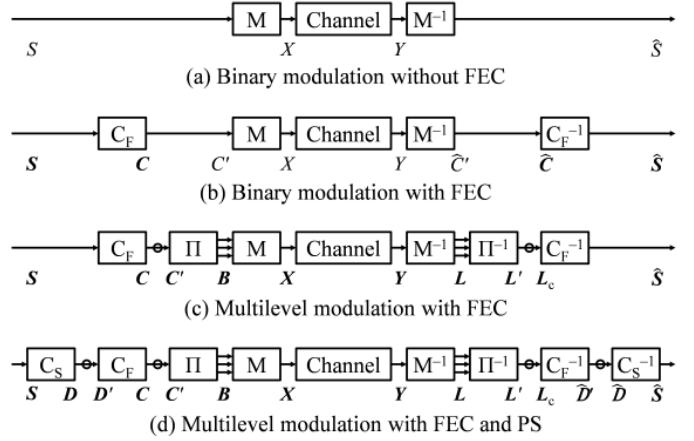 M Channel M⁻¹
S X Y Ŝ
(a) Binary modulation without FEC
C_F M Channel M⁻¹ C_F⁻¹
S C C′ X Y Ĉ′ Ĉ Ŝ
(b) Binary modulation with FEC
C_F Π M Channel M⁻¹ Π⁻¹ C_F⁻¹
S C C′ B X Y L L′ L_c Ŝ
(c) Multilevel modulation with FEC
C_S C_F Π M Channel M⁻¹ Π⁻¹ C_F⁻¹ C_S⁻¹
S D D′ C C′ B X Y L L′ L_c D̂′ D̂ Ŝ
(d) Multilevel modulation with FEC and PS